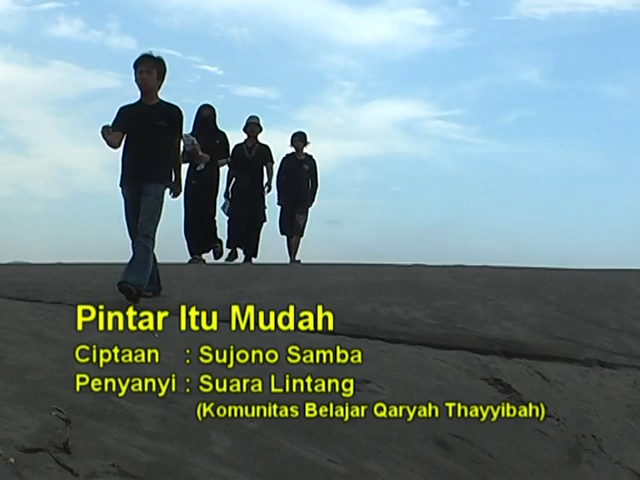 Pintar Itu Mudah
Ciptaan : Sujono Samba
Penyanyi : Suara Lintang
(Komunitas Belajar Qaryah Thayyibah)